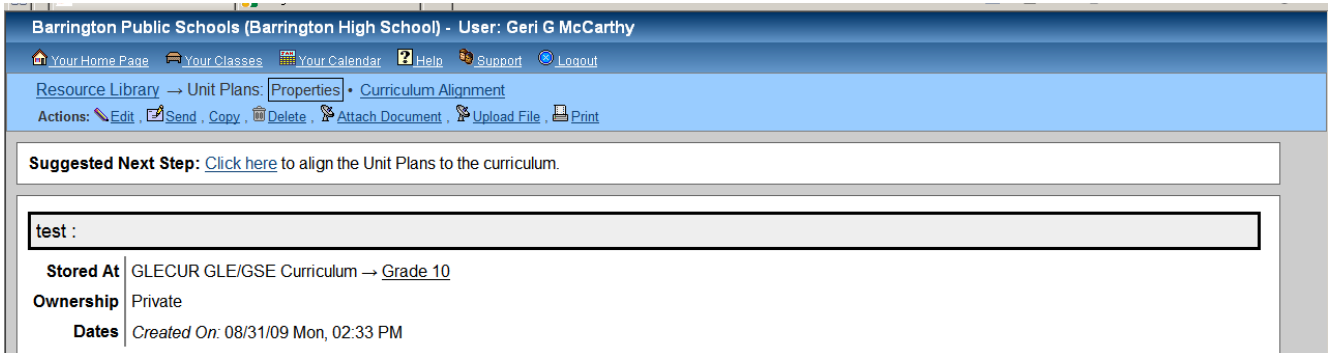 Barrington Public Schools (Barrington High School) - User: Geri G McCarthy
Your Home Page Your Classes Your Calendar Help Support Logout
Resource Library → Unit Plans: Properties • Curriculum Alignment
Actions: Edit , Send , Copy , Delete , Attach Document , Upload File , Print
Suggested Next Step: Click here to align the Unit Plans to the curriculum.
test :
Stored At GLECUR GLE/GSE Curriculum → Grade 10
Ownership Private
Dates Created On: 08/31/09 Mon, 02:33 PM